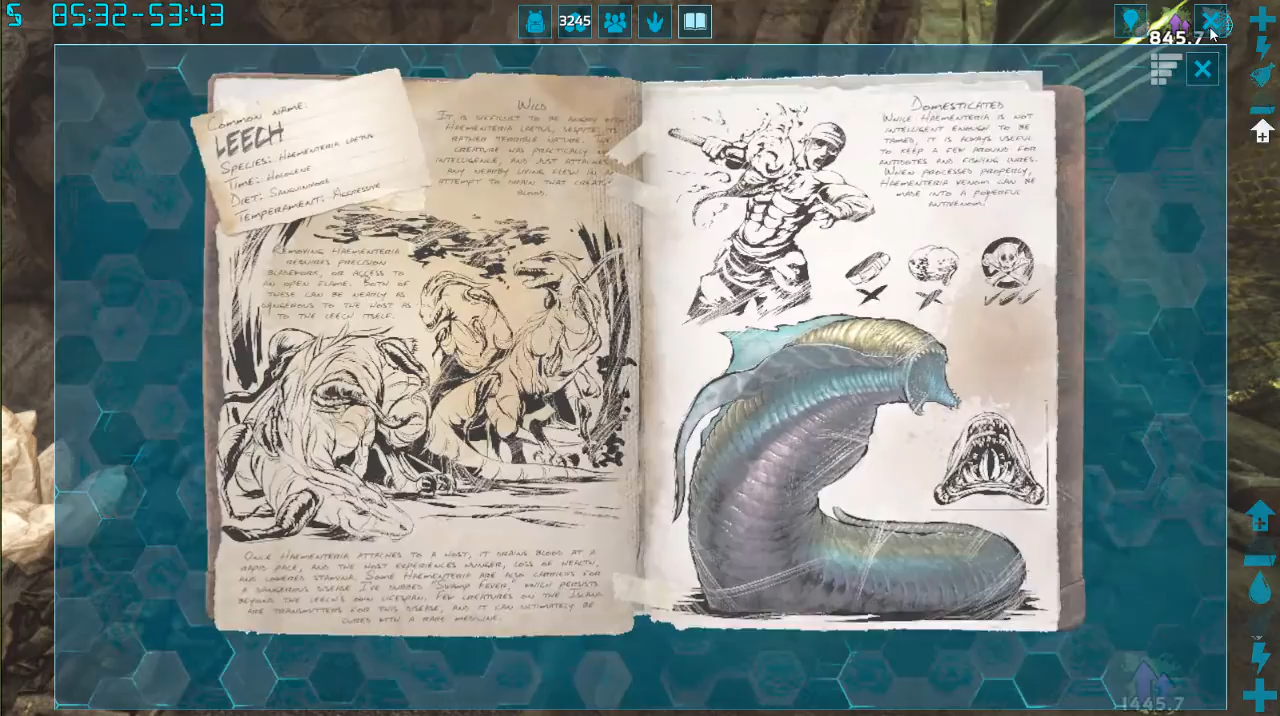 85:32-53:43
3245
845.7
Common name:
LEECH
Species: Haementeria laetus
Time: Holocene
Diet: Sanguinivore
Temperament: Aggressive
Wild
It is difficult to be angry with
Haementeria laetus, despite its
rather terrible nature. The
creature was practically no
intelligence, and just attaches
any nearby living flesh in an
attempt to drain that creat
blood.
Removing Haementeria
requires precision
bladework, or access to
an open flame. Both of
these can be nearly as
dangerous to the host as
to the leech itself.
Once Haementeria attaches to a host, it drains blood at a
rapid pace, and the host experiences hunger, loss of health,
and lowered stamina. Some Haementeria are also carriers for
a dangerous disease I've dubbed "Swamp Fever, which persists
beyond the leech's own lifespan. Few creatures on the Island
are transmitters for this disease, and it can ultimately be
cured with a rare medicine.
Domesticated
While Haementeria is not
intelligent enough to be
tamed, it is always useful
to keep a few around for
antidotes and fishing lures.
When processed properly,
Haementeria venom can be
made into a powerful
antivenom.
1445.7